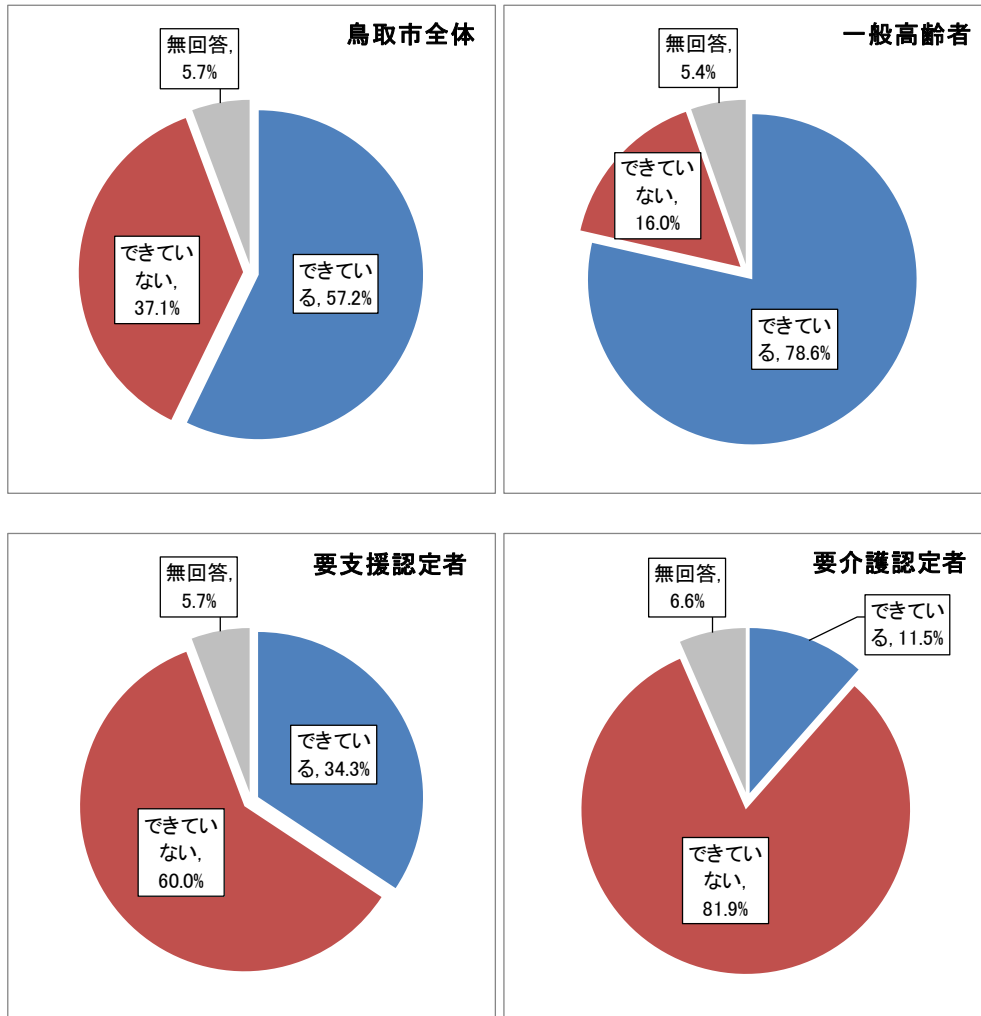 鳥取市全体
無回答,
5.7%
できてい
ない,
37.1%
できてい
る, 57.2%
一般高齢者
無回答,
5.4%
できてい
ない,
16.0%
できてい
る, 78.6%
要支援認定者
無回答,
5.7%
できてい
る, 34.3%
できてい
ない,
60.0%
要介護認定者
無回答,
6.6%
できてい
る, 11.5%
できてい
ない,
81.9%